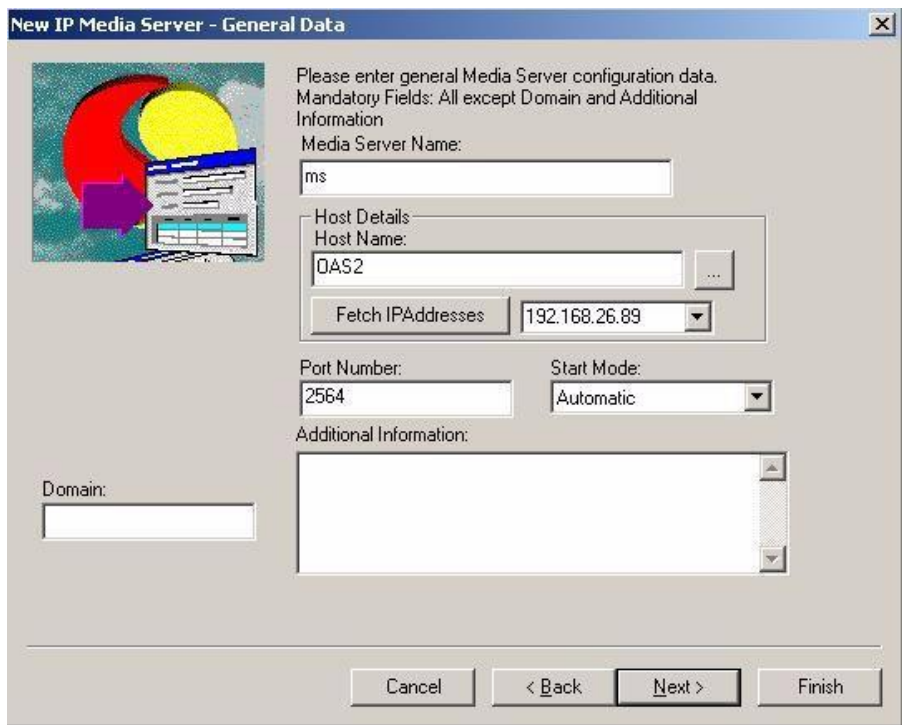 New IP Media Server - General Data
Please enter general Media Server configuration data.
Mandatory Fields: All except Domain and Additional
Information
Media Server Name:
ms
Host Details
Host Name:
OAS2
...
Fetch IPAddresses
192.168.26.89
Port Number:
Start Mode:
2564
Automatic
Additional Information:
Domain:
Cancel
< Back
Next >
Finish